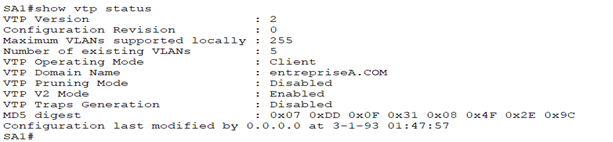 SA1#show vtp status
VTP Version                     : 2
Configuration Revision          : 0
Maximum VLANs supported locally : 255
Number of existing VLANs        : 5
VTP Operating Mode              : Client
VTP Domain Name                 : entrepriseA.COM
VTP Pruning Mode                : Disabled
VTP V2 Mode                     : Enabled
VTP Traps Generation            : Disabled
MD5 digest                      : 0x07 0xDD 0x0F 0x31 0x08 0x4F 0x2E 0x9C
Configuration last modified by 0.0.0.0 at 3-1-93 01:47:57
SA1#